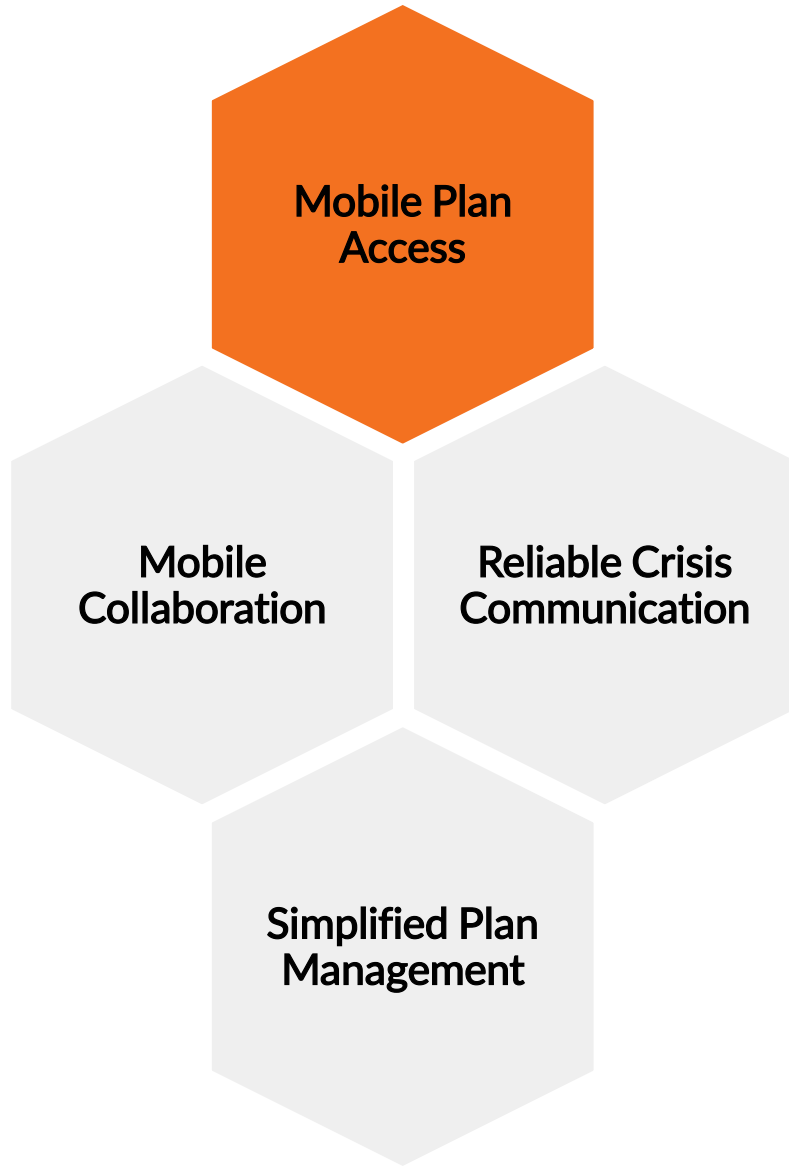 Mobile Plan
Access
Mobile
Collaboration
Reliable Crisis
Communication
Simplified Plan
Management